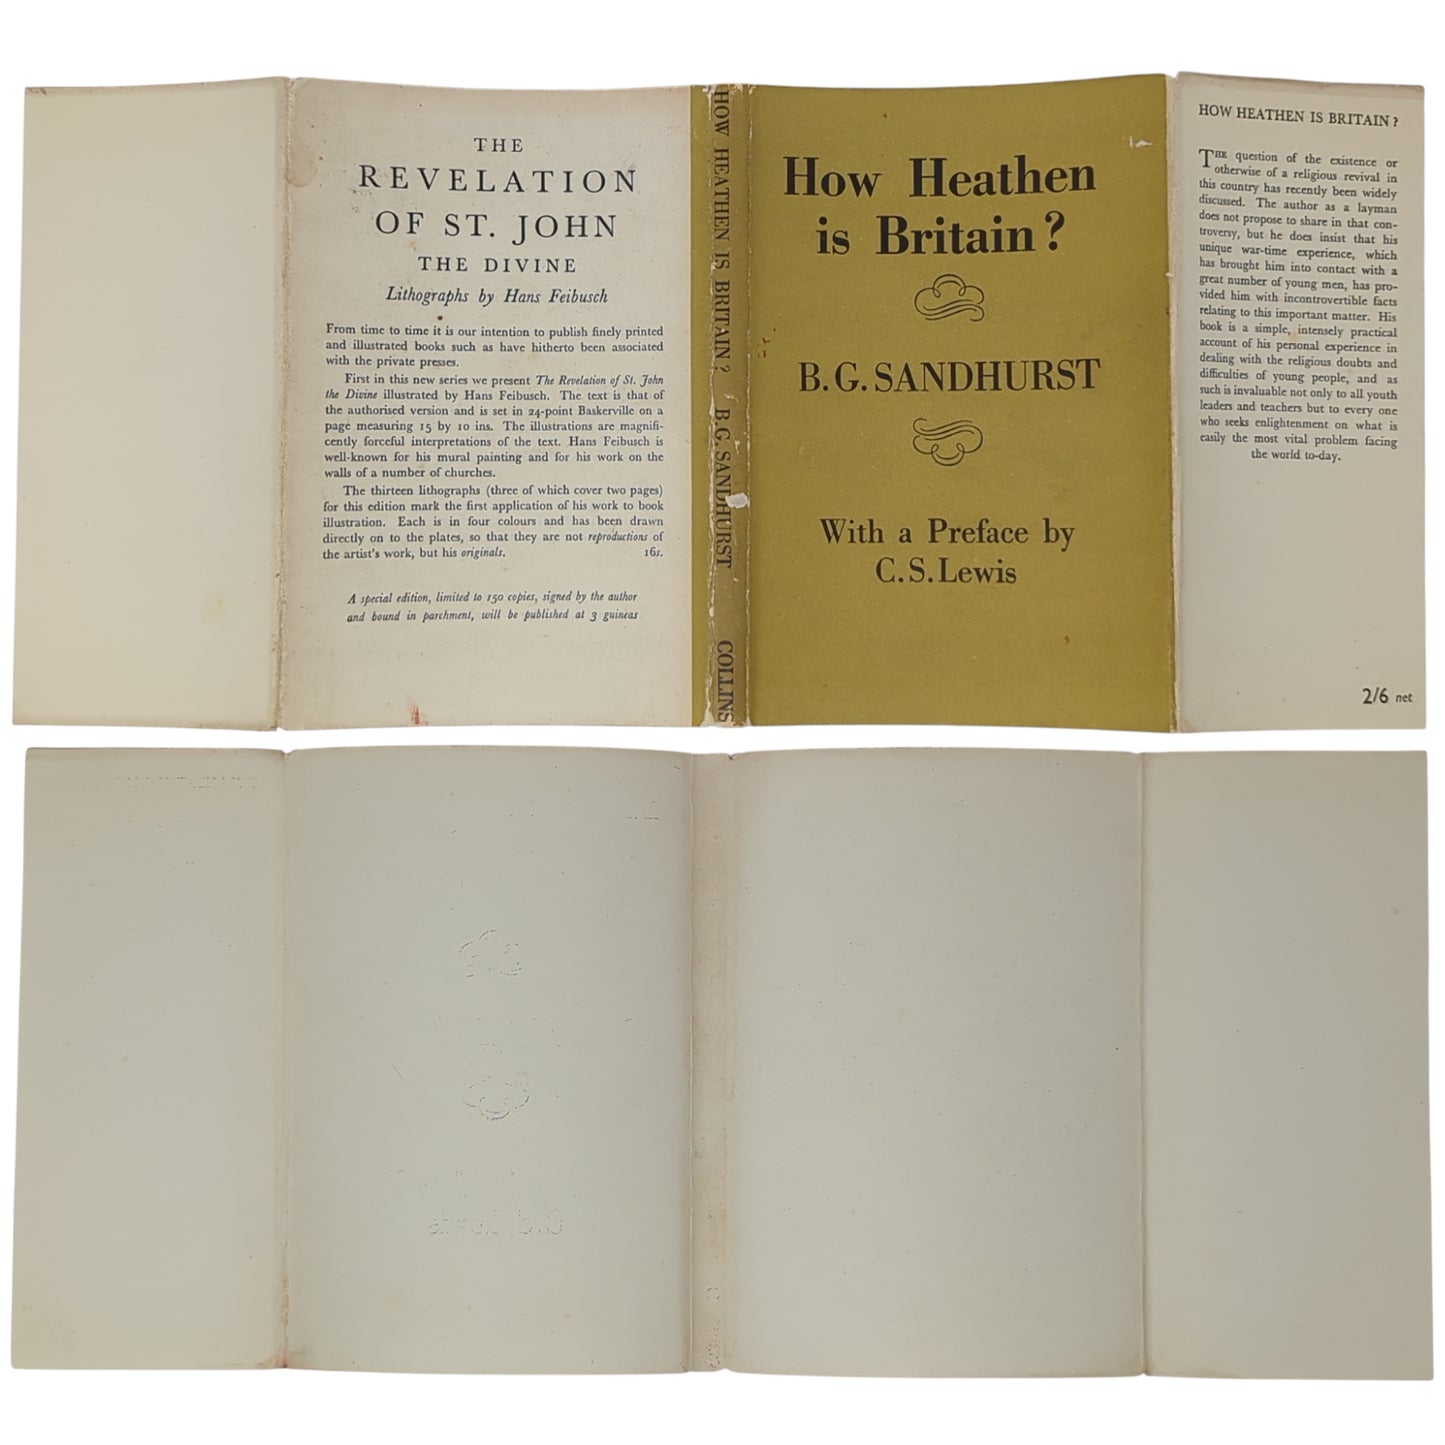 THE
REVELATION
OF ST. JOHN
THE DIVINE
Lithographs by Hans Feibusch
From time to time it is our intention to publish finely printed
and illustrated books such as have hitherto been associated
with the private presses.
First in this new series we present The Revelation of St. John
the Divine illustrated by Hans Feibusch. The text is that of
the authorised version and is set in 24-point Baskerville on a
page measuring 15 by 10 ins. The illustrations are magnifi-
cently forceful interpretations of the text. Hans Feibusch is
well-known for his mural painting and for his work on the
walls of a number of churches.
The thirteen lithographs (three of which cover two pages)
for this edition mark the first application of his work to book
illustration. Each is in four colours and has been drawn
directly on to the plates, so that they are not reproductions of
the artist's work, but his originals. 16s.
A special edition, limited to 150 copies, signed by the author
and bound in parchment, will be published at 3 guineas
HOW HEATHEN IS BRITAIN? B.G. SANDHURST COLLINS
How Heathen
is Britain?
B.G. SANDHURST
With a Preface by
C.S. Lewis
HOW HEATHEN IS BRITAIN?
THE question of the existence or
otherwise of a religious revival in
this country has recently been widely
discussed. The author as a layman
does not propose to share in that con-
troversy, but he does insist that his
unique war-time experience, which
has brought him into contact with a
great number of young men, has pro-
vided him with incontrovertible facts
relating to this important matter. His
book is a simple, intensely practical
account of his personal experience in
dealing with the religious doubts and
difficulties of young people, and as
such is invaluable not only to all youth
leaders and teachers but to every one
who seeks enlightenment on what is
easily the most vital problem facing
the world to-day.
2/6 net